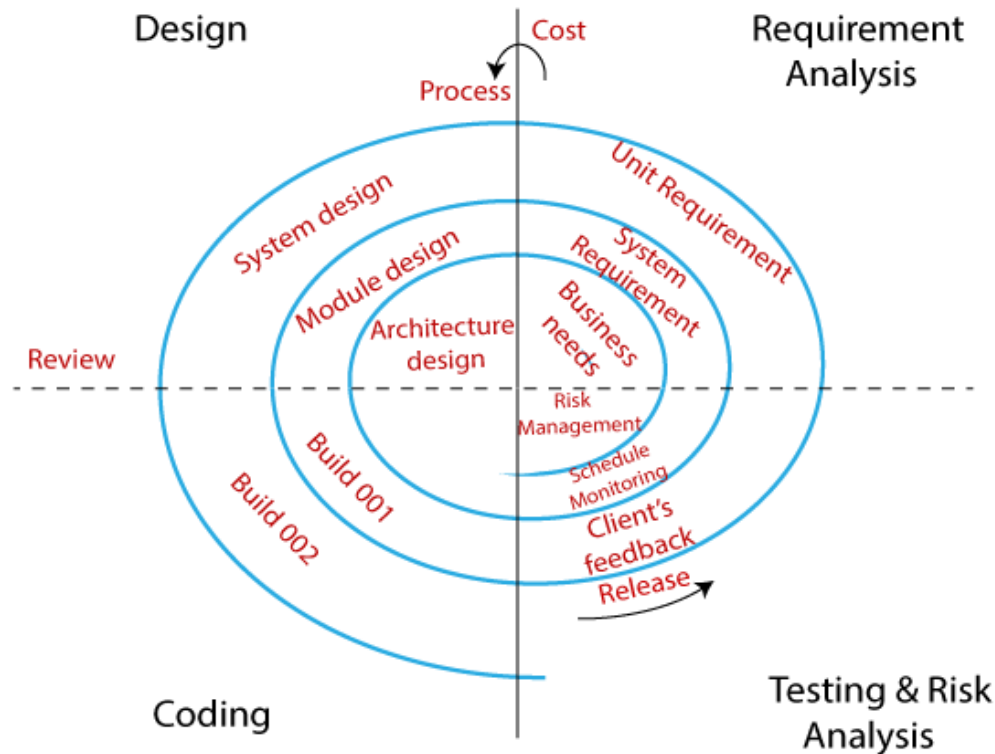 Design
Cost
Requirement
Analysis
Process
Unit Requirement
System design
System
Requirement
Module design
Business
needs
Architecture
design
Review
Risk
Management
Schedule
Monitoring
Build 001
Build 002
Client's
feedback
Release
Coding
Testing & Risk
Analysis